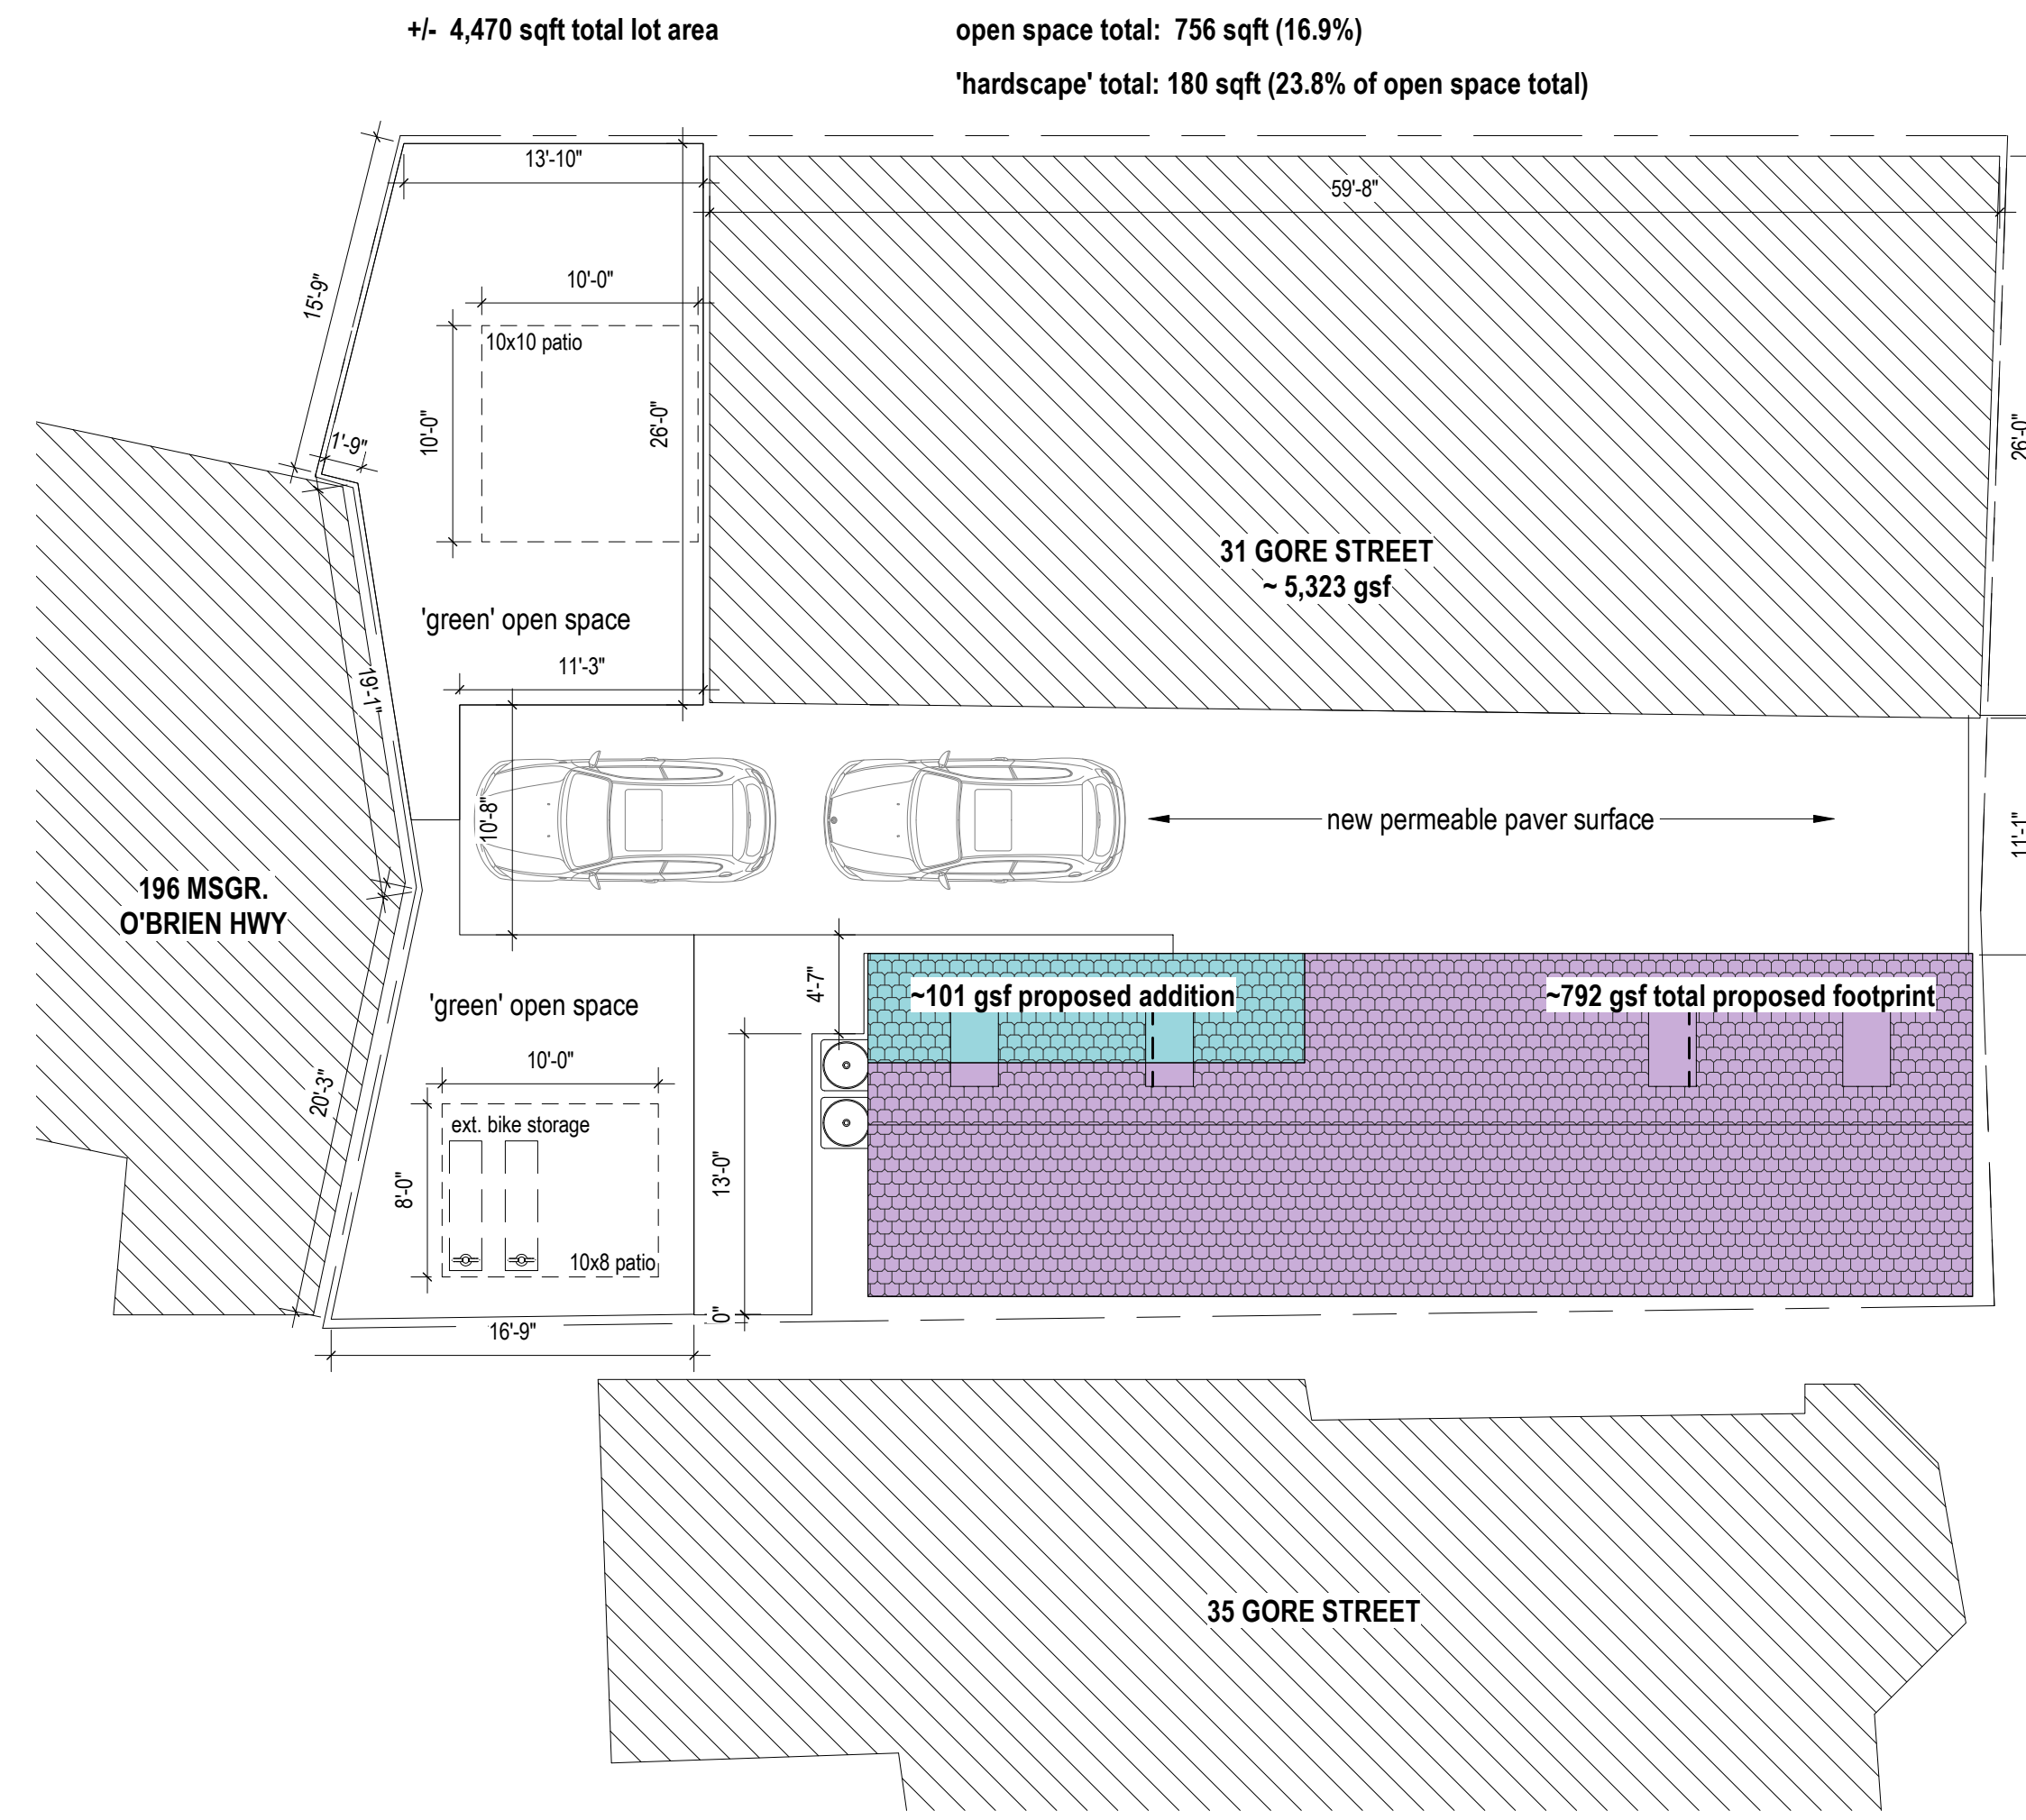 +/- 4,470 sqft total lot area
open space total: 756 sqft (16.9%)
'hardscape' total: 180 sqft (23.8% of open space total)
13'-10"
59'-8"
15'-9"
10'-0"
10x10 patio
10'-0"
26'-0"
26'-0"
1'-9"
31 GORE STREET
~ 5,323 gsf
'green' open space
11'-3"
19'-1"
10'-8"
new permeable paver surface
11'-1"
196 MSGR.
O'BRIEN HWY
4'-7"
~101 gsf proposed addition
~792 gsf total proposed footprint
'green' open space
10'-0"
20'-3"
ext. bike storage
8'-0"
13'-0"
10x8 patio
0"
16'-9"
35 GORE STREET